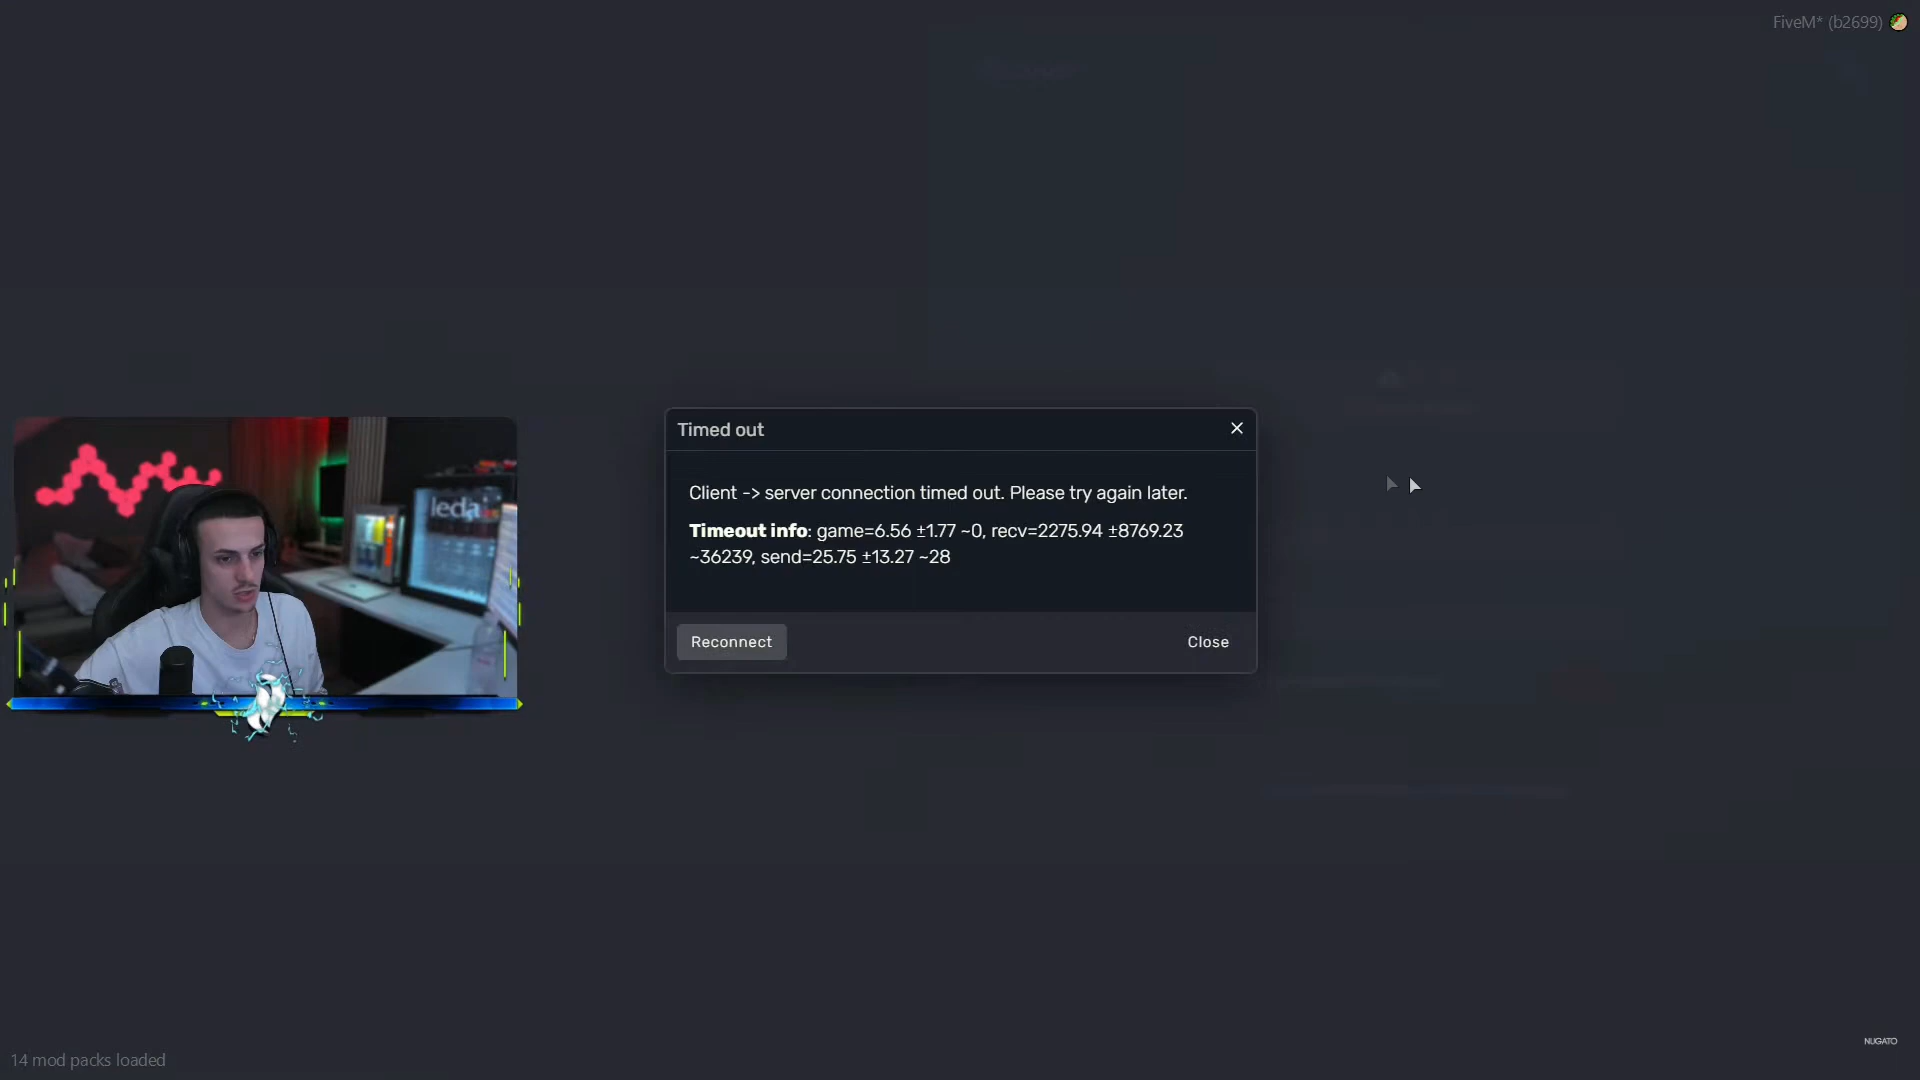 FiveM* (b2699)
Timed out
Client -> server connection timed out. Please try again later.
Timeout info: game=6.56 ±1.77 ~0, recv=2275.94 ±8769.23
~36239, send=25.75 ±13.27 ~28
Reconnect
Close
leda
14 mod packs loaded
NUGATO